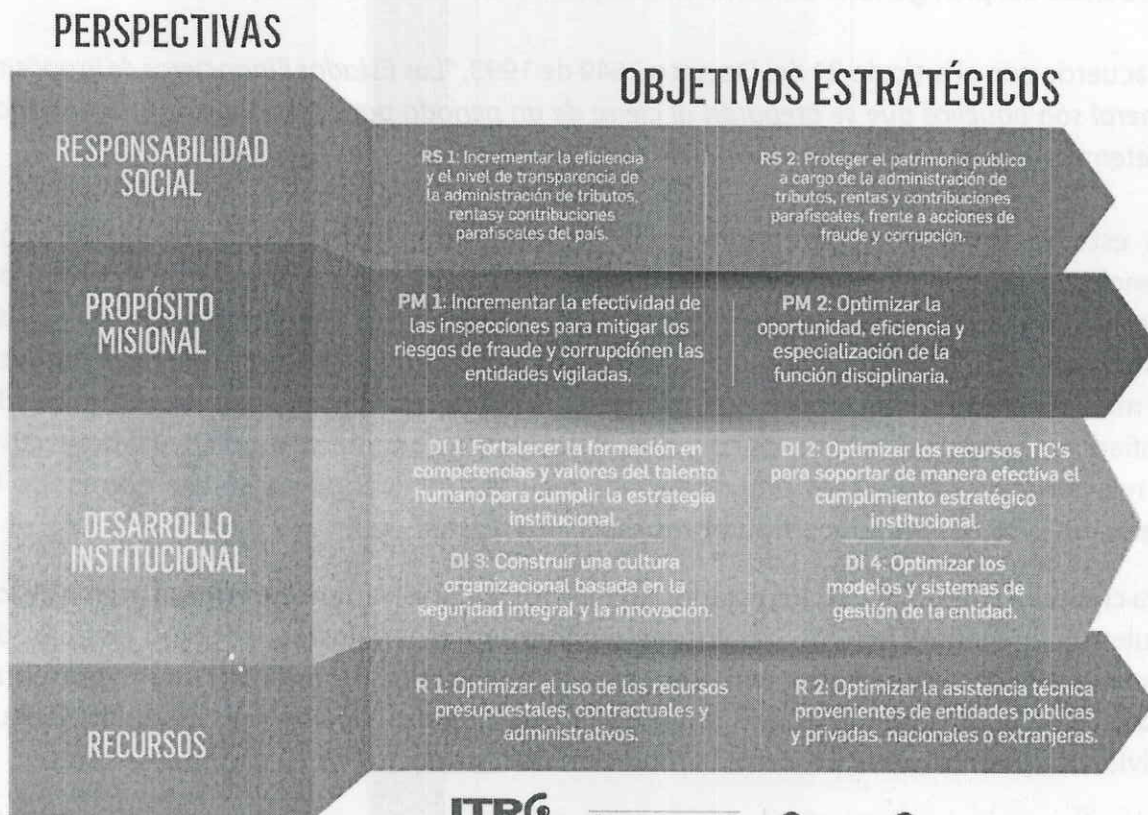 PERSPECTIVAS
OBJETIVOS ESTRATÉGICOS
RESPONSABILIDAD
SOCIAL
RS 1: Incrementar la eficiencia
y el nivel de transparencia de
la administración de tributos,
rentasy contribuciones
parafiscales del país.
RS 2: Proteger el patrimonio público
a cargo de la administración de
tributos, rentas y contribuciones
parafiscales, frente a acciones de
fraude y corrupción.
PROPÓSITO
MISIONAL
PM 1: Incrementar la efectividad de
las inspecciones para mitigar los
riesgos de fraude y corrupciónen las
entidades vigiladas.
PM 2: Optimizar la
oportunidad, eficiencia y
especialización de la
función disciplinaria.
DESARROLLO
INSTITUCIONAL
DI 1: Fortalecer la formación en
competencias y valores del talento
humano para cumplir la estrategia
institucional.
DI 2: Optimizar los recursos TIC's
para soportar de manera efectiva el
cumplimiento estratégico
institucional.
DI 3: Construir una cultura
organizacional basada en la
seguridad integral y la innovación.
DI 4: Optimizar los
modelos y sistemas de
gestión de la entidad.
RECURSOS
R 1: Optimizar el uso de los recursos
presupuestales, contractuales y
administrativos.
R 2: Optimizar la asistencia técnica
provenientes de entidades públicas
y privadas, nacionales o extranjeras.
ITRC